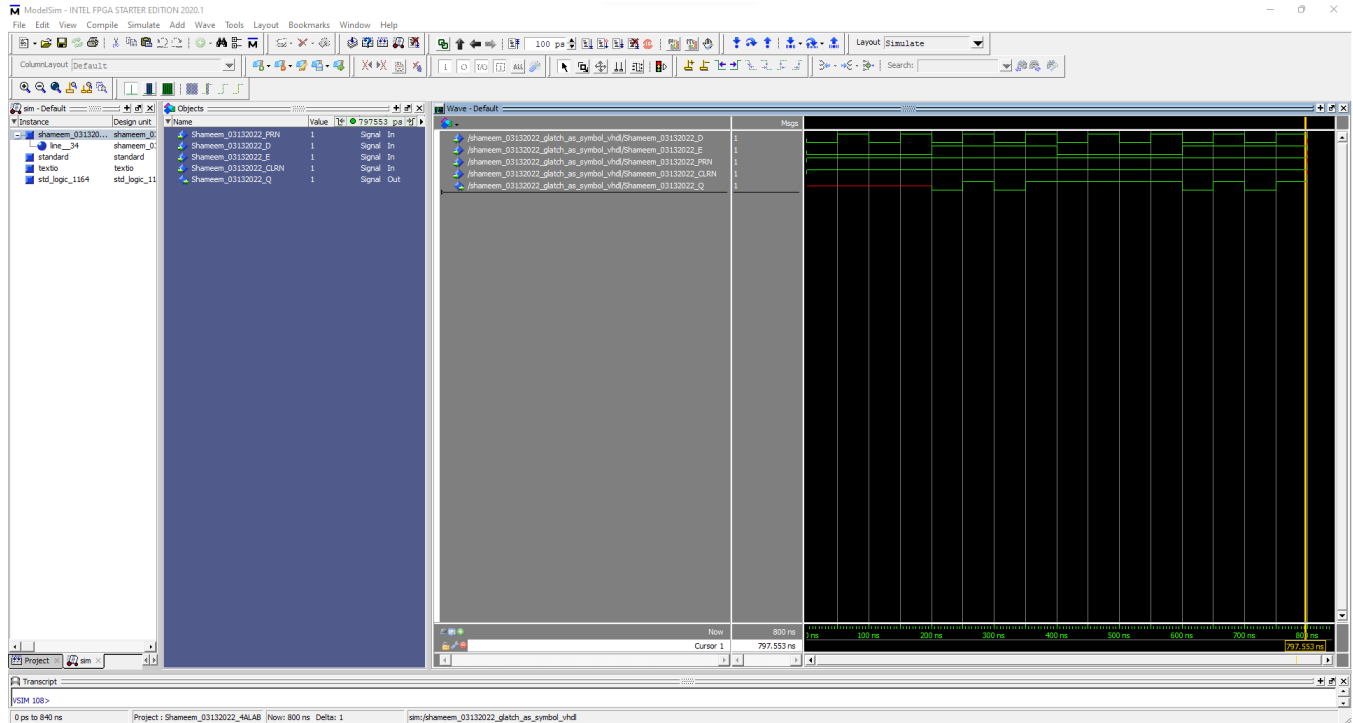 ModelSim - INTEL FPGA STARTER EDITION 2020.1
File Edit View Compile Simulate Add Wave Tools Layout Bookmarks Window Help
100 ps
Layout Simulate
ColumnLayout Default
Search:
sim - Default
Instance Design unit
shameem_031320... shameem_0
line__34 shameem_0
standard standard
textio textio
std_logic_1164 std_logic_11
Project
sim
Objects
Name Value 797553 ps
Shameem_03132022_PRN 1 Signal In
Shameem_03132022_D 1 Signal In
Shameem_03132022_E 1 Signal In
Shameem_03132022_CLRN 1 Signal In
Shameem_03132022_Q 1 Signal Out
Wave - Default
Msgs
/shameem_03132022_glatch_as_symbol_vhdl/Shameem_03132022_D 1
/shameem_03132022_glatch_as_symbol_vhdl/Shameem_03132022_E 1
/shameem_03132022_glatch_as_symbol_vhdl/Shameem_03132022_PRN 1
/shameem_03132022_glatch_as_symbol_vhdl/Shameem_03132022_CLRN 1
/shameem_03132022_glatch_as_symbol_vhdl/Shameem_03132022_Q 1
Now 800 ns
ns 100 ns 200 ns 300 ns 400 ns 500 ns 600 ns 700 ns 800 ns
Cursor 1 797.553 ns
797.553 ns
Transcript
VSIM 108>
0 ps to 840 ns Project : Shameem_03132022_4ALAB Now: 800 ns Delta: 1 sim:/shameem_03132022_glatch_as_symbol_vhdl